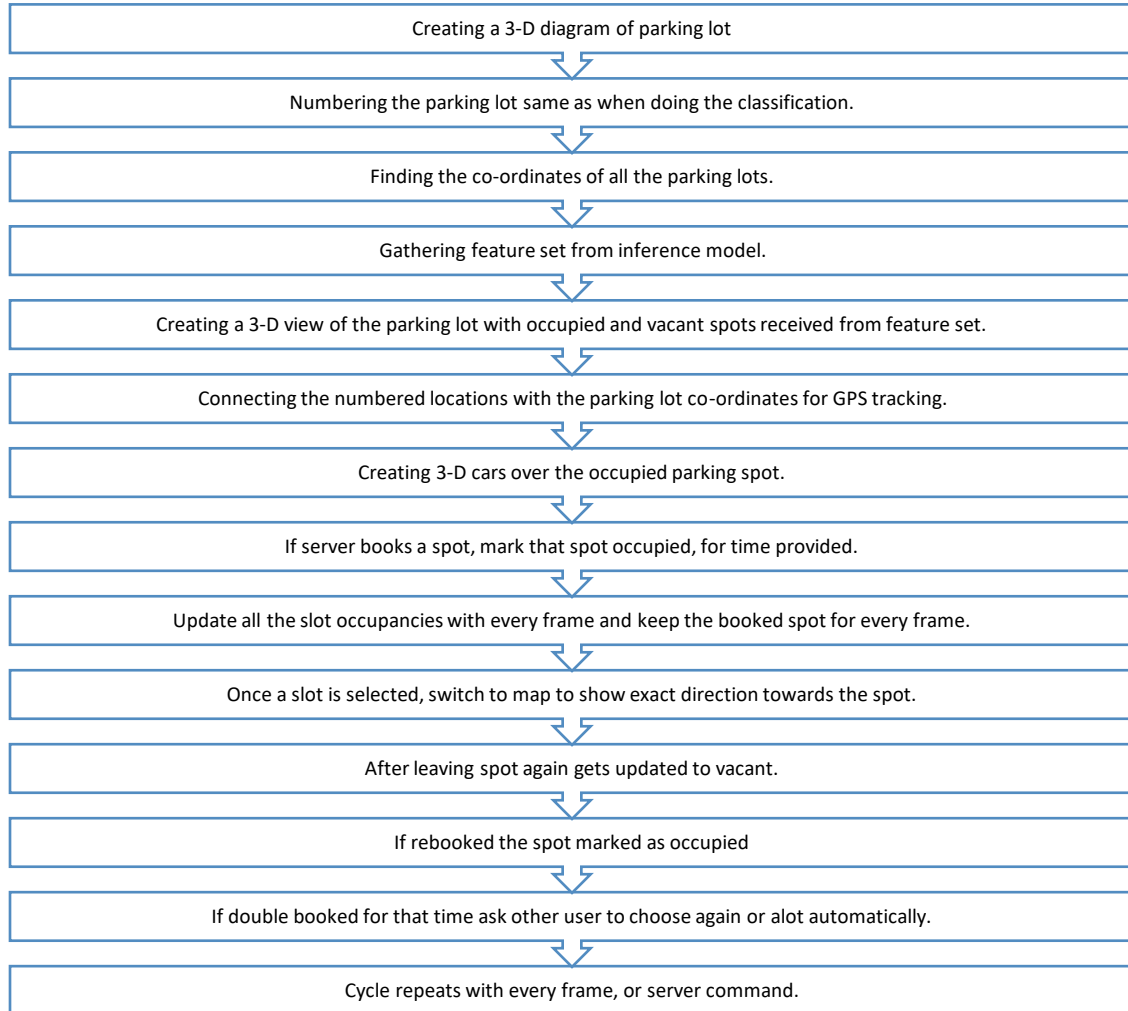 Creating a 3-D diagram of parking lot
Numbering the parking lot same as when doing the classification.
Finding the co-ordinates of all the parking lots.
Gathering feature set from inference model.
Creating a 3-D view of the parking lot with occupied and vacant spots received from feature set.
Connecting the numbered locations with the parking lot co-ordinates for GPS tracking.
Creating 3-D cars over the occupied parking spot.
If server books a spot, mark that spot occupied, for time provided.
Update all the slot occupancies with every frame and keep the booked spot for every frame.
Once a slot is selected, switch to map to show exact direction towards the spot.
After leaving spot again gets updated to vacant.
If rebooked the spot marked as occupied
If double booked for that time ask other user to choose again or alot automatically.
Cycle repeats with every frame, or server command.